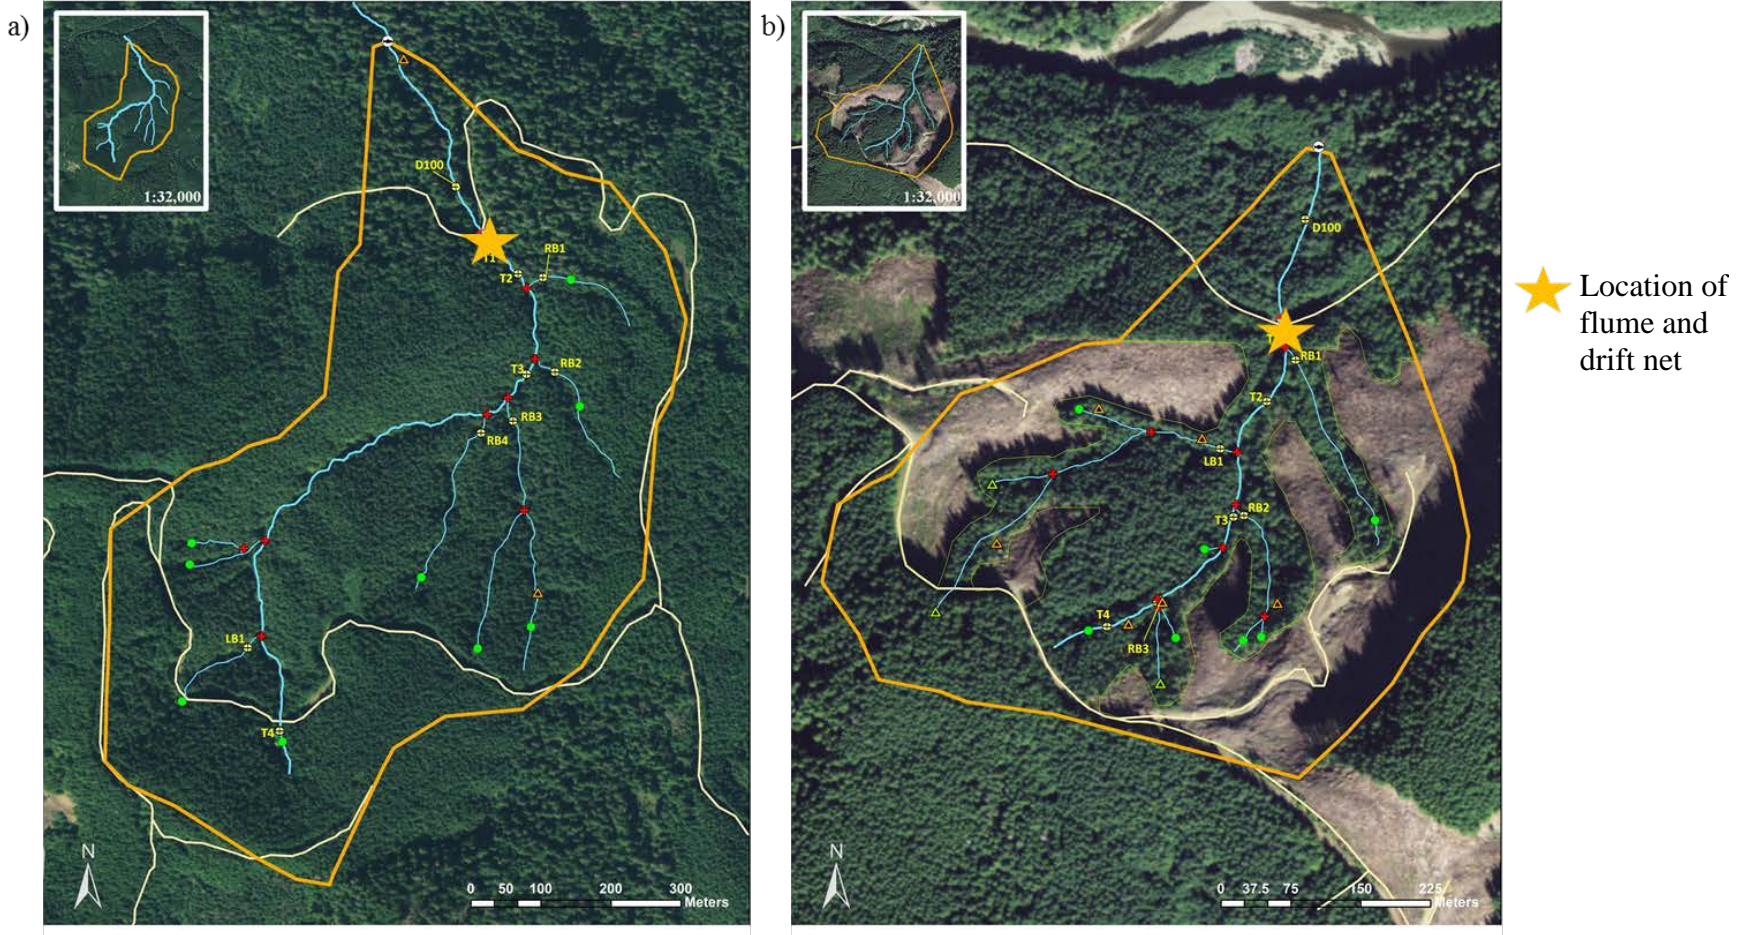 a)
1:32,000
D100
T1
T2
RB1
T3
RB2
RB3
RB4
LB1
T4
N
0 50 100 200 300
Meters
b)
1:32,000
D100
RB1
T2
LB1
T3
RB2
T4
RB3
N
0 37.5 75 150 225
Meters
Location of
flume and
drift net